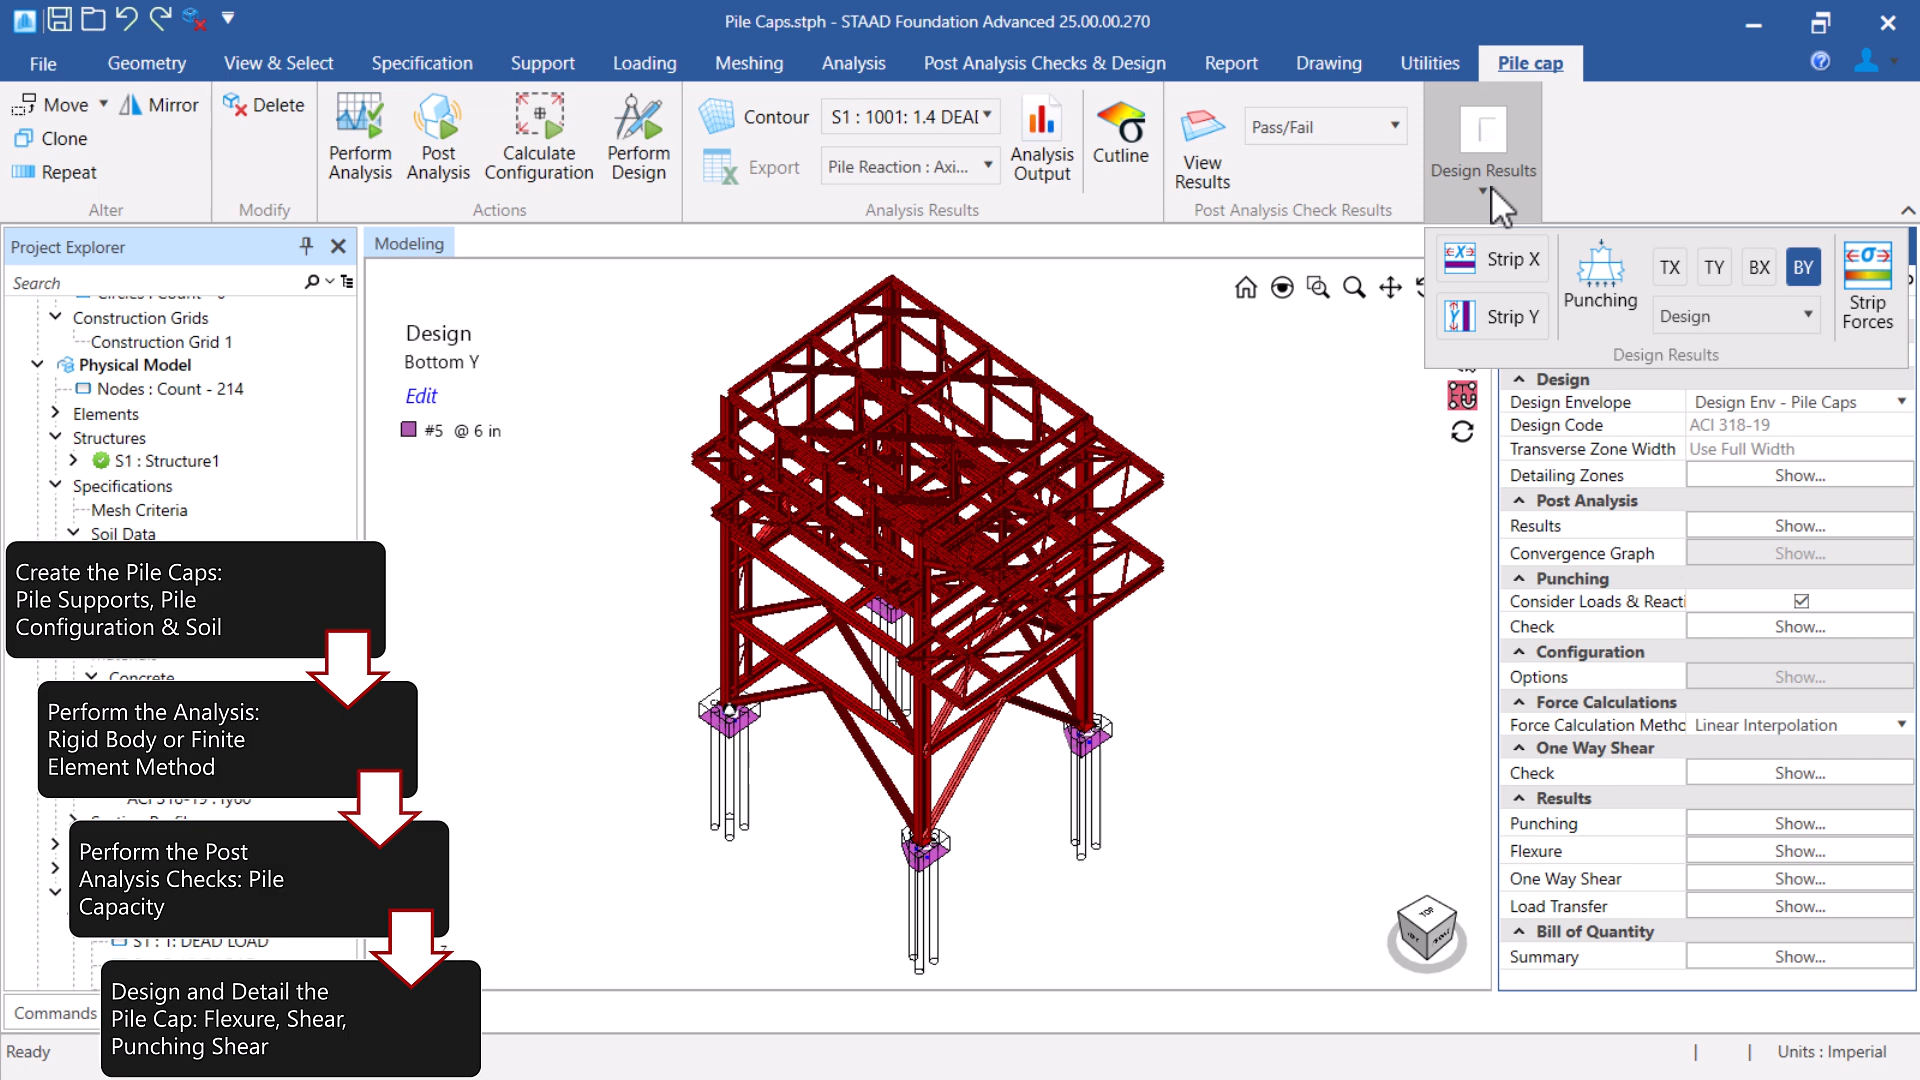 Pile Caps.stph - STAAD Foundation Advanced 25.00.00.270
File
Geometry
View & Select
Specification
Support
Loading
Meshing
Analysis
Post Analysis Checks & Design
Report
Drawing
Utilities
Pile cap
Move
Mirror
Clone
Repeat
Alter
Delete
Modify
Perform
Analysis
Post
Analysis
Calculate
Configuration
Perform
Design
Actions
Contour
S1 : 1001: 1.4 DEAD
Export
Pile Reaction : Axi...
Analysis
Output
Cutline
Analysis Results
View
Results
Pass/Fail
Post Analysis Check Results
Design Results
Strip X
Strip Y
Punching
TX
TY
BX
BY
Design
Strip
Forces
Design Results
Project Explorer
Search
Construction Grids
Construction Grid 1
Physical Model
Nodes : Count - 214
Elements
Structures
S1 : Structure1
Specifications
Mesh Criteria
Soil Data
Concrete
S1 : 1: DEAD LOAD
Create the Pile Caps:
Pile Supports, Pile
Configuration & Soil
Perform the Analysis:
Rigid Body or Finite
Element Method
Perform the Post
Analysis Checks: Pile
Capacity
Design and Detail the
Pile Cap: Flexure, Shear,
Punching Shear
Modeling
Design
Bottom Y
Edit
#5 @ 6 in
TOP
Design
Design Envelope
Design Env - Pile Caps
Design Code
ACI 318-19
Transverse Zone Width
Use Full Width
Detailing Zones
Show...
Post Analysis
Results
Show...
Convergence Graph
Show...
Punching
Consider Loads & Reacti
Check
Show...
Configuration
Options
Show...
Force Calculations
Force Calculation Methc
Linear Interpolation
One Way Shear
Check
Show...
Results
Punching
Show...
Flexure
Show...
One Way Shear
Show...
Load Transfer
Show...
Bill of Quantity
Summary
Show...
Commands
Ready
Units : Imperial